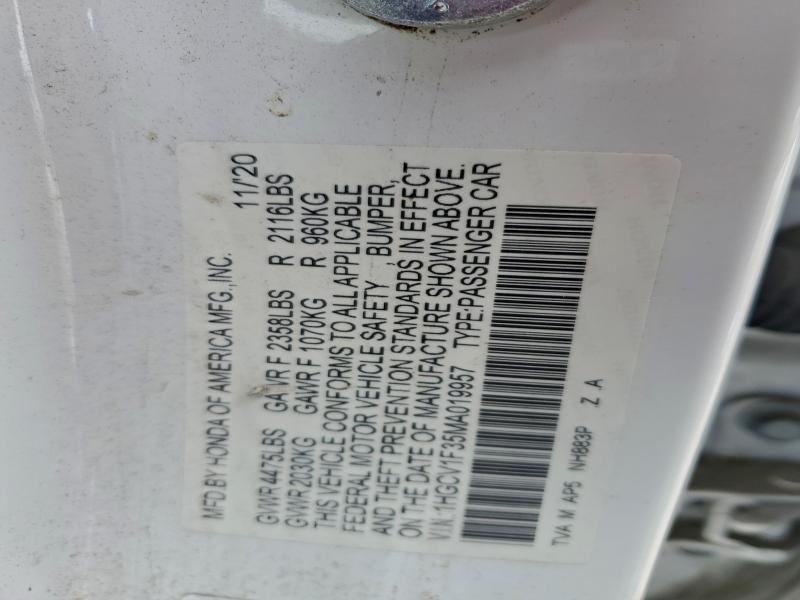 MFD BY HONDA OF AMERICA MFG., INC. 11/'20
GVWR 4475LBS GAWR F 2358LBS R 2116LBS
GVWR 2030KG GAWR F 1070KG R 960KG
THIS VEHICLE CONFORMS TO ALL APPLICABLE
FEDERAL MOTOR VEHICLE SAFETY, BUMPER,
AND THEFT PREVENTION STANDARDS IN EFFECT
ON THE DATE OF MANUFACTURE SHOWN ABOVE.
V.I.N. 1HGCV1F35MA019957 TYPE:PASSENGER CAR
TVA M AP5 NH883P Z A